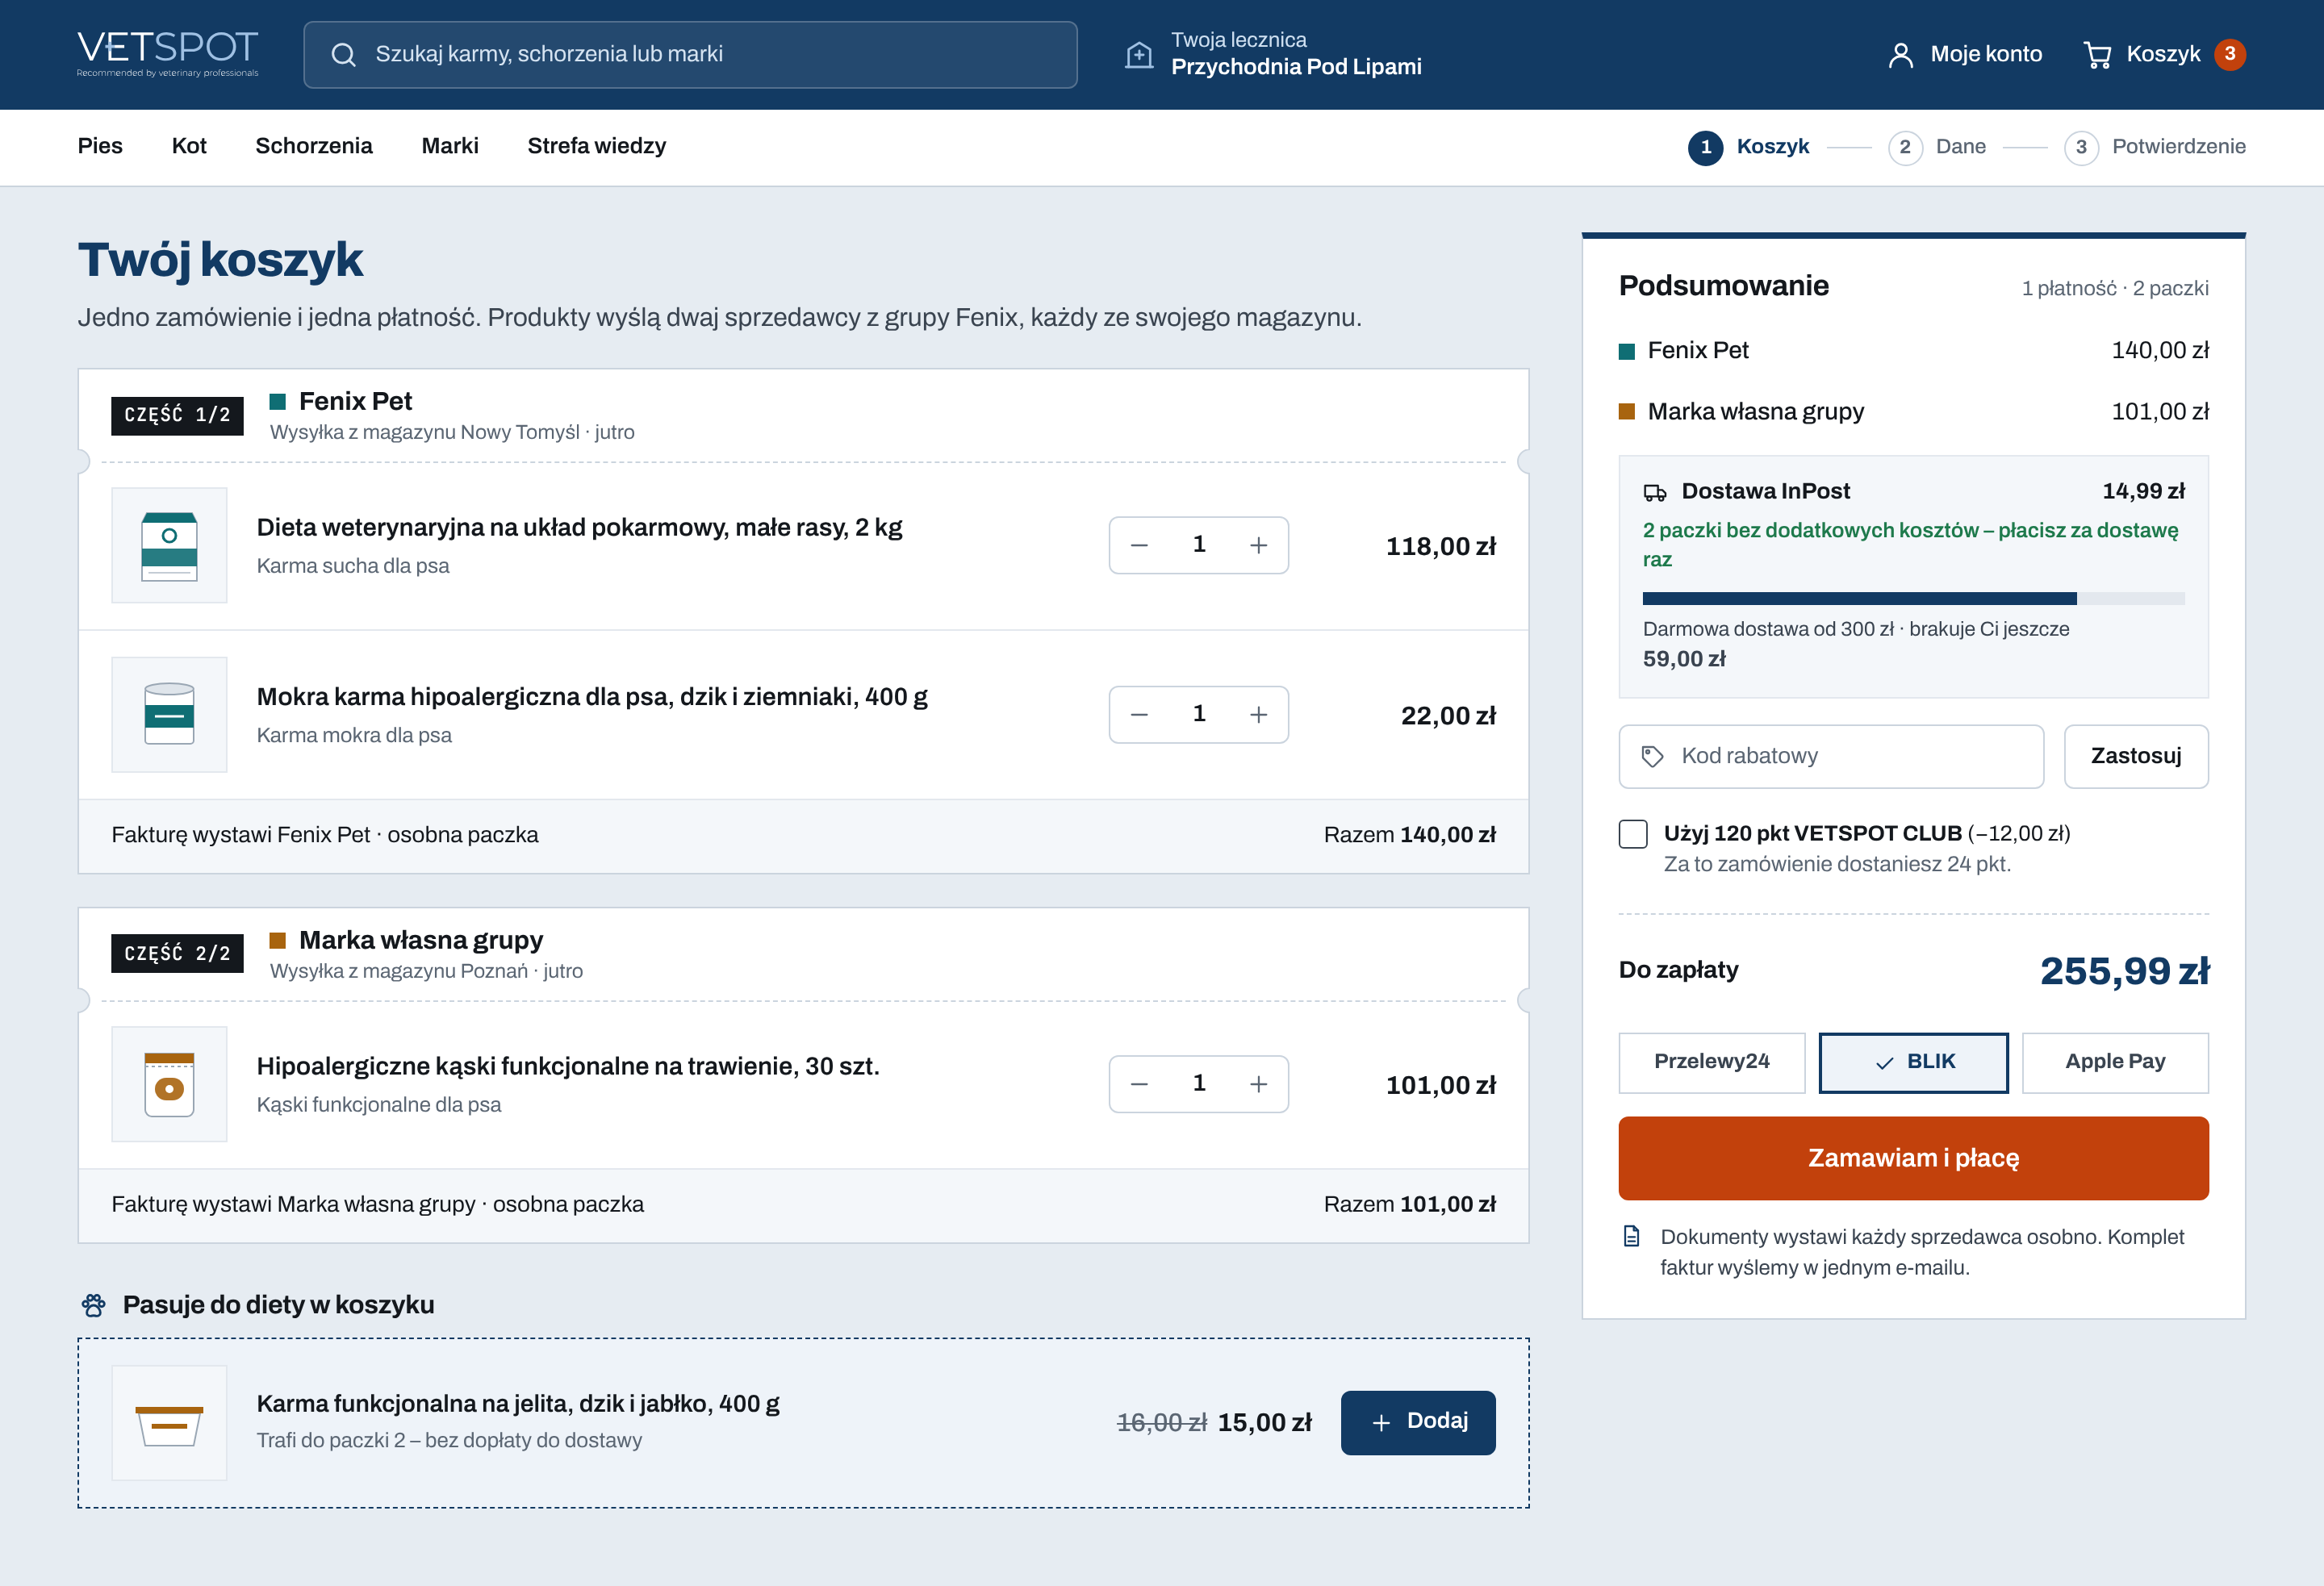 VETSPOT
Recommended by veterinary professionals
Szukaj karmy, schorzenia lub marki
Twoja lecznica
Przychodnia Pod Lipami
Moje konto
Koszyk 3
Pies Kot Schorzenia Marki Strefa wiedzy
1 Koszyk 2 Dane 3 Potwierdzenie
Twój koszyk
Jedno zamówienie i jedna płatność. Produkty wyślą dwaj sprzedawcy z grupy Fenix, każdy ze swojego magazynu.
CZĘŚĆ 1/2
Fenix Pet
Wysyłka z magazynu Nowy Tomyśl · jutro
Dieta weterynaryjna na układ pokarmowy, małe rasy, 2 kg
Karma sucha dla psa
− 1 +
118,00 zł
Mokra karma hipoalergiczna dla psa, dzik i ziemniaki, 400 g
Karma mokra dla psa
− 1 +
22,00 zł
Fakturę wystawi Fenix Pet · osobna paczka
Razem 140,00 zł
CZĘŚĆ 2/2
Marka własna grupy
Wysyłka z magazynu Poznań · jutro
Hipoalergiczne kąski funkcjonalne na trawienie, 30 szt.
Kąski funkcjonalne dla psa
− 1 +
101,00 zł
Fakturę wystawi Marka własna grupy · osobna paczka
Razem 101,00 zł
Pasuje do diety w koszyku
Karma funkcjonalna na jelita, dzik i jabłko, 400 g
Trafi do paczki 2 – bez dopłaty do dostawy
16,00 zł 15,00 zł
+ Dodaj
Podsumowanie
1 płatność · 2 paczki
Fenix Pet 140,00 zł
Marka własna grupy 101,00 zł
Dostawa InPost 14,99 zł
2 paczki bez dodatkowych kosztów – płacisz za dostawę
raz
Darmowa dostawa od 300 zł · brakuje Ci jeszcze
59,00 zł
Kod rabatowy
Zastosuj
Użyj 120 pkt VETSPOT CLUB (−12,00 zł)
Za to zamówienie dostaniesz 24 pkt.
Do zapłaty 255,99 zł
Przelewy24 BLIK Apple Pay
Zamawiam i płacę
Dokumenty wystawi każdy sprzedawca osobno. Komplet
faktur wyślemy w jednym e-mailu.